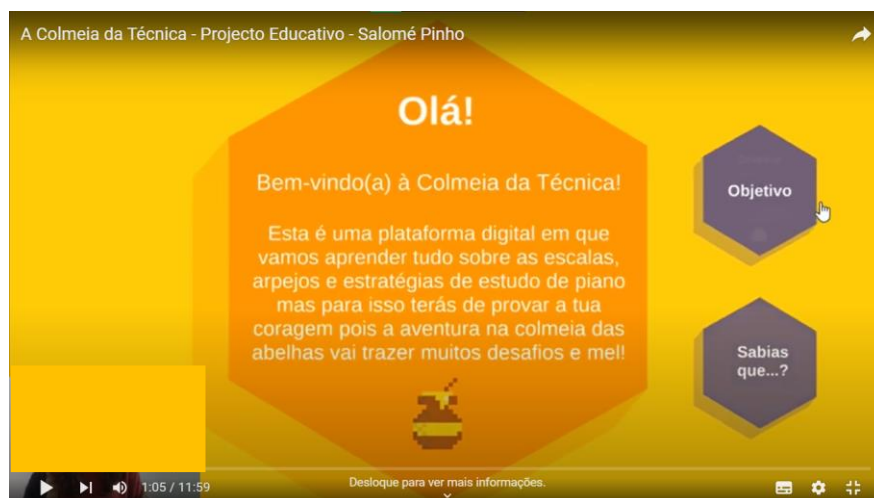 A Colmeia da Técnica - Projecto Educativo - Salomé Pinho
Olá!
Bem-vindo(a) à Colmeia da Técnica!
Esta é uma plataforma digital em que
vamos aprender tudo sobre as escalas,
arpejos e estratégias de estudo de piano
mas para isso terás de provar a tua
coragem pois a aventura na colmeia das
abelhas vai trazer muitos desafios e mel!
Objetivo
Sabias
que...?
1:05 / 11:59
Desloque para ver mais informações.